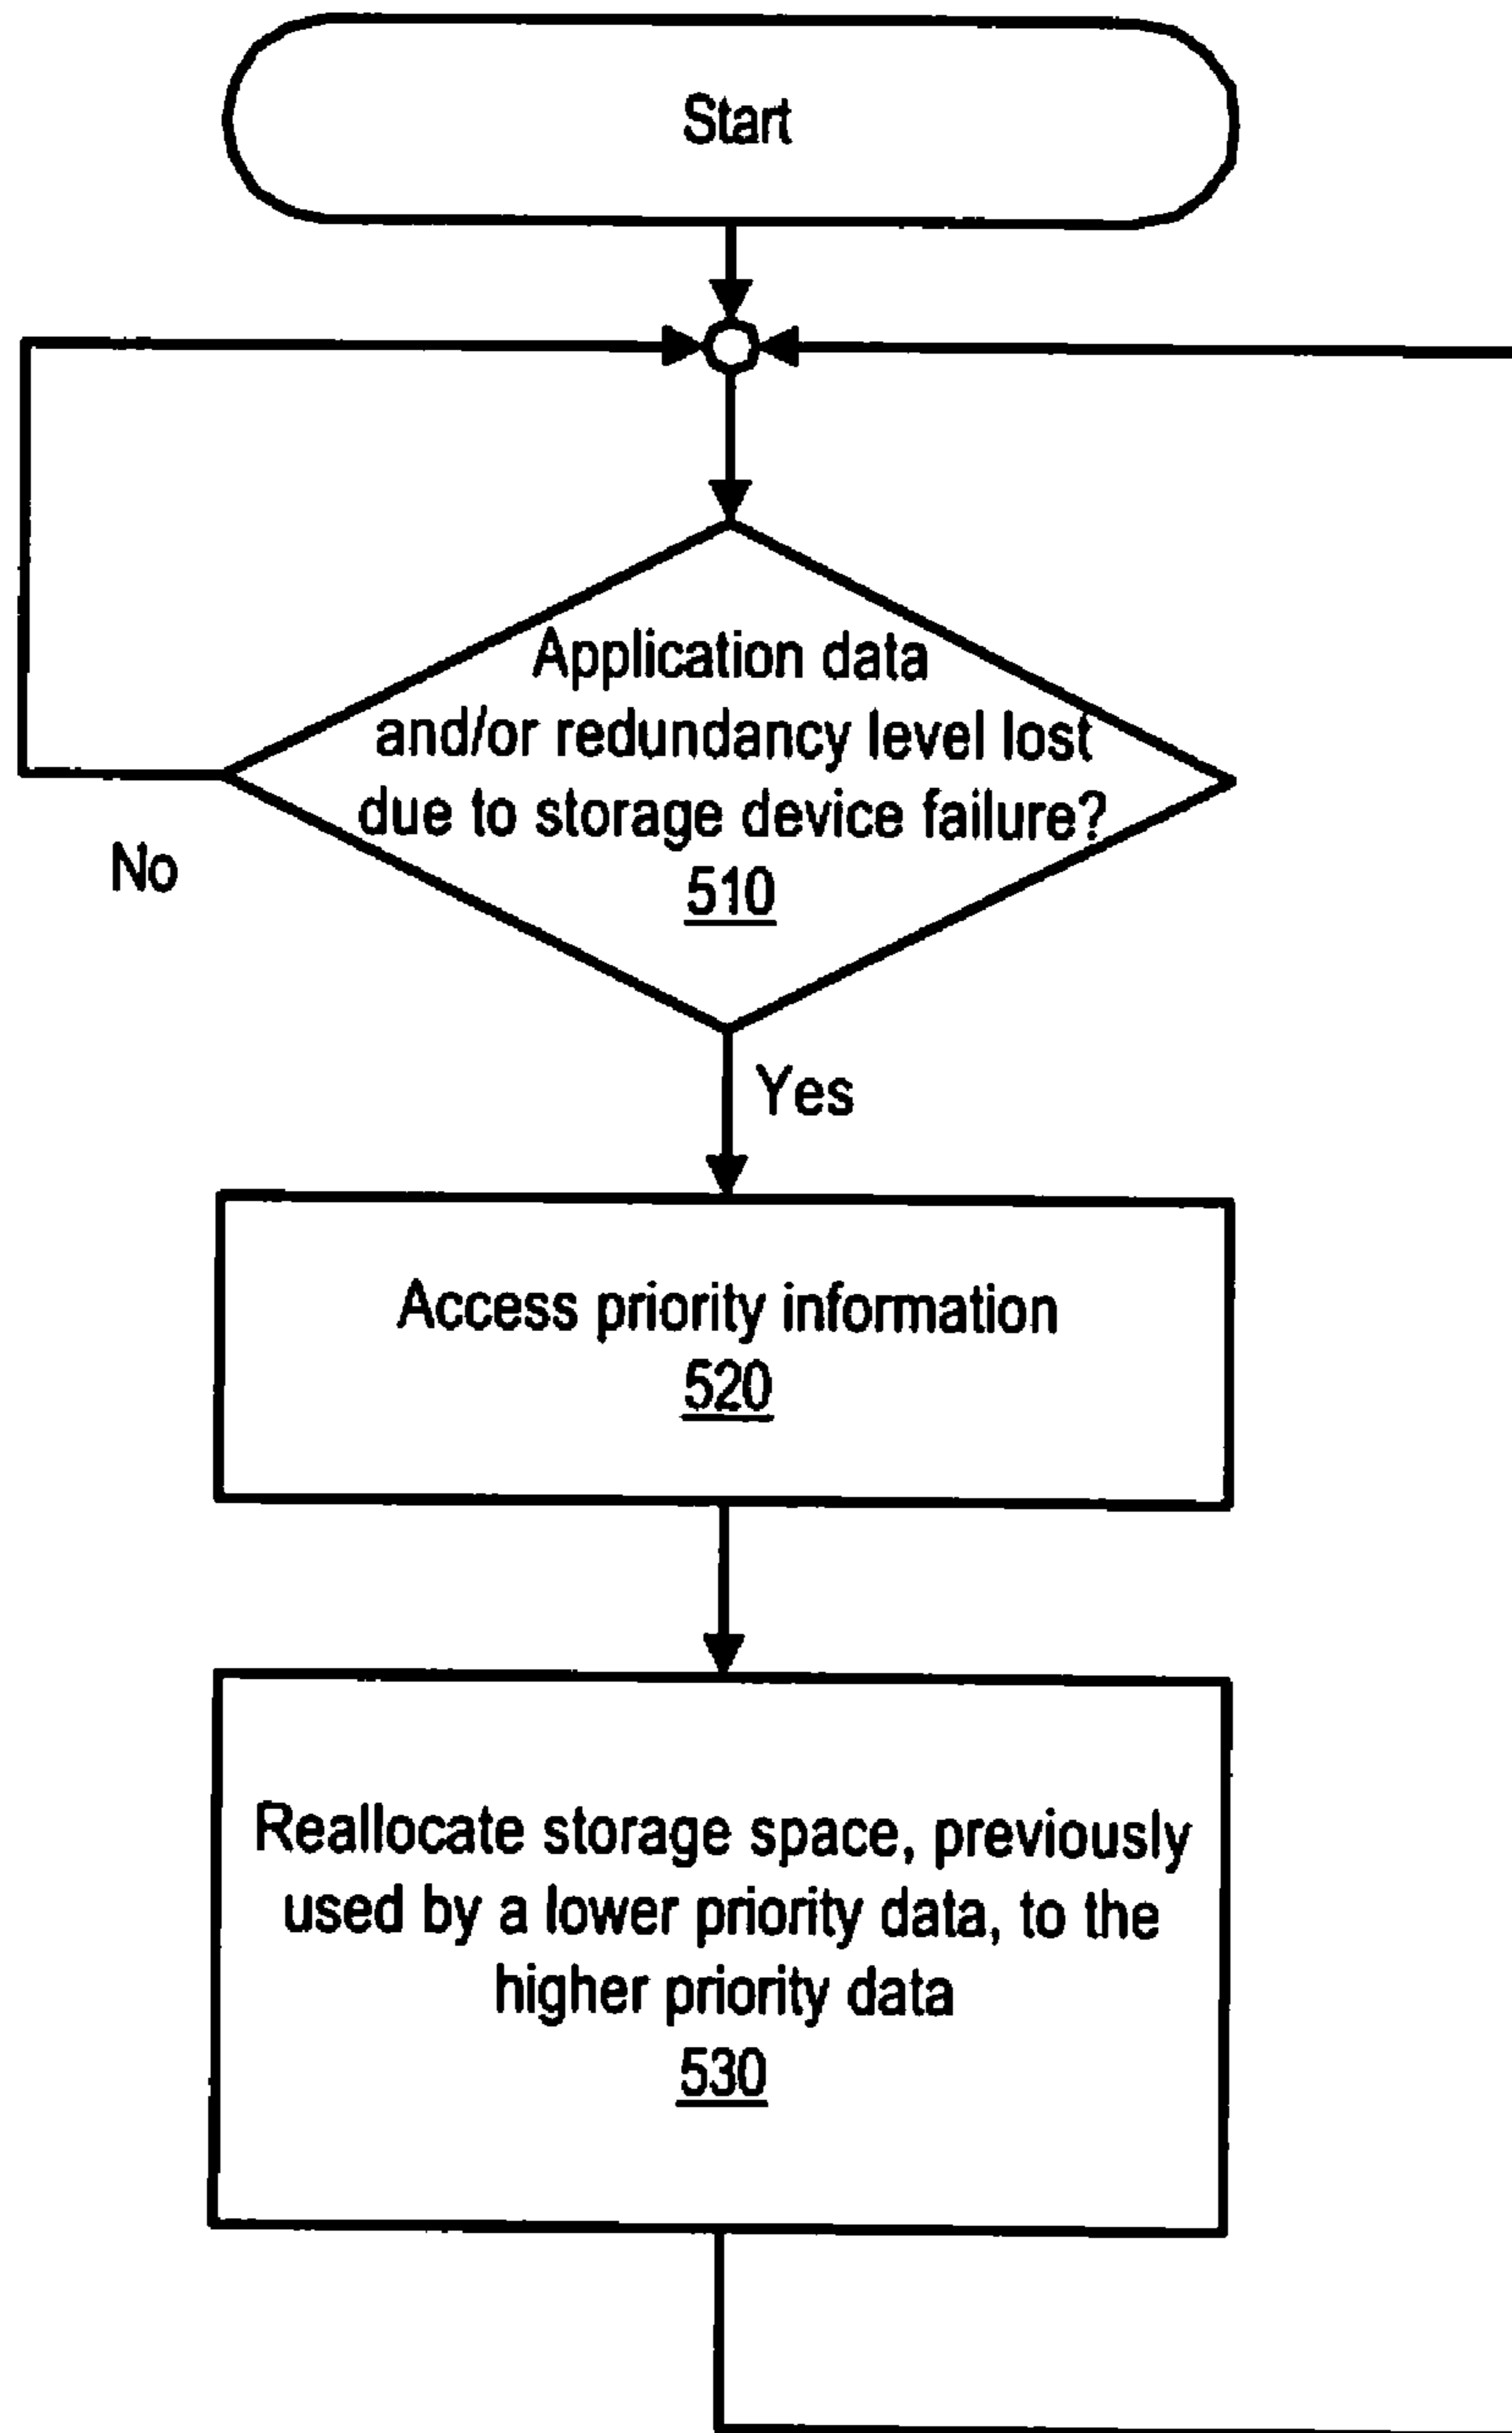 Start
Application data
and/or redundancy level lost
due to storage device failure?
510
No
Yes
Access priority information
520
Reallocate storage space, previously
used by a lower priority data, to the
higher priority data
530